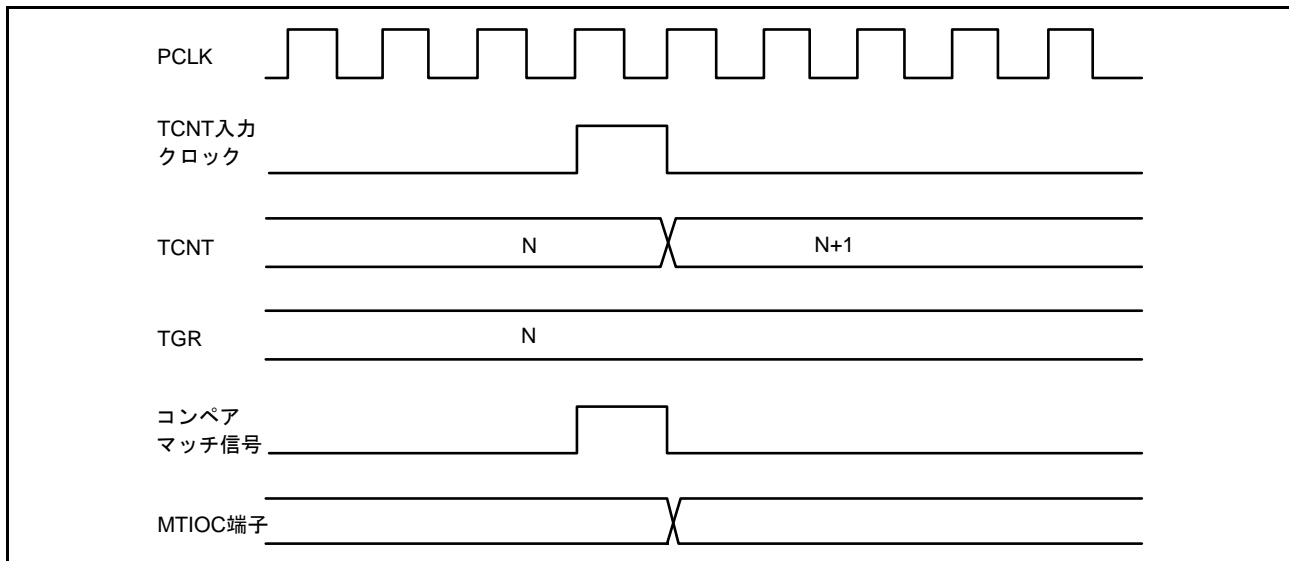 PCLK
TCNT入力
クロック
TCNT
N
N+1
TGR
N
コンペア
マッチ信号
MTIOC端子